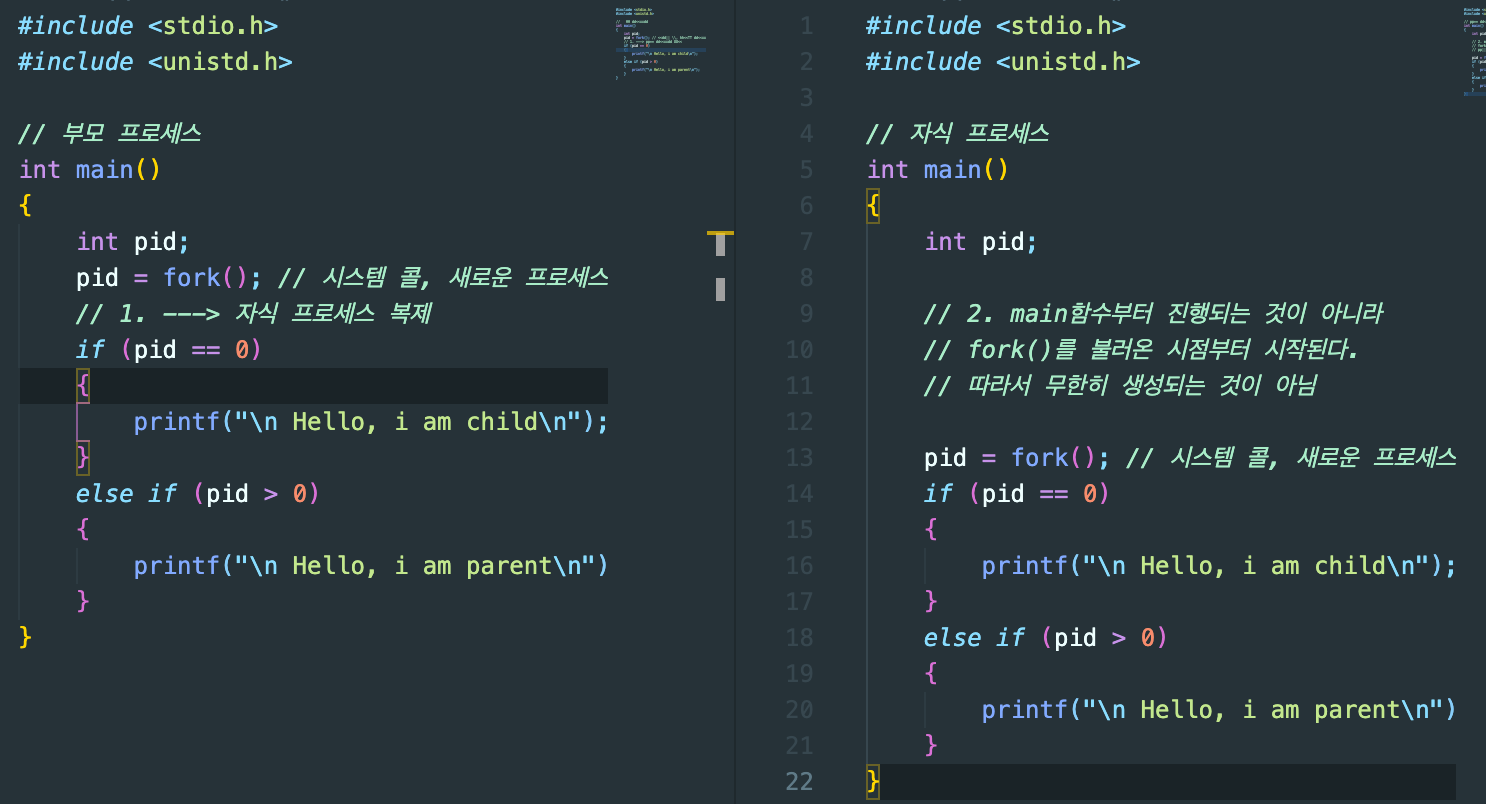 #include <stdio.h>
#include <unistd.h>
// 부모 프로세스
int main()
{
int pid;
pid = fork(); // 시스템 콜, 새로운 프로세스
// 1. ---> 자식 프로세스 복제
if (pid == 0)
{
printf("\n Hello, i am child\n");
}
else if (pid > 0)
{
printf("\n Hello, i am parent\n")
}
}
1 #include <stdio.h>
2 #include <unistd.h>
3
4 // 자식 프로세스
5 int main()
6 {
7 int pid;
8
9 // 2. main함수부터 진행되는 것이 아니라
10 // fork()를 불러온 시점부터 시작된다.
11 // 따라서 무한히 생성되는 것이 아님
12
13 pid = fork(); // 시스템 콜, 새로운 프로세스
14 if (pid == 0)
15 {
16 printf("\n Hello, i am child\n");
17 }
18 else if (pid > 0)
19 {
20 printf("\n Hello, i am parent\n")
21 }
22 }